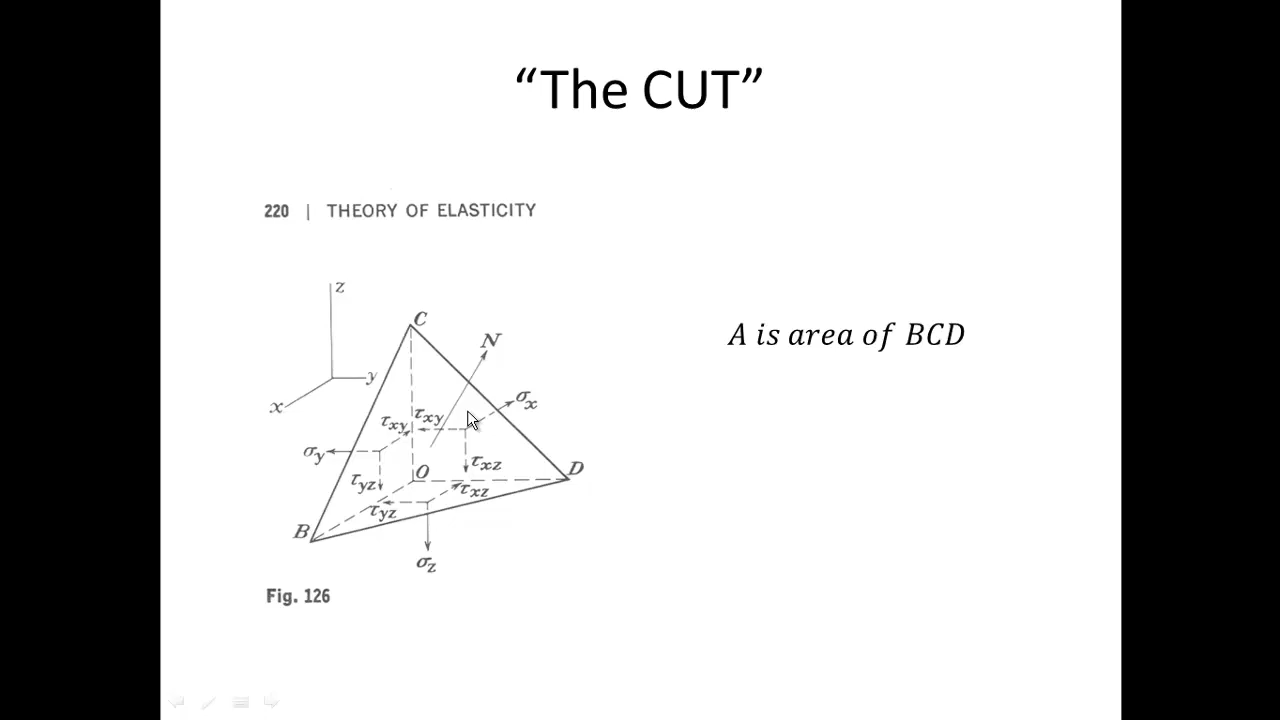 “The CUT”
220 | THEORY OF ELASTICITY
z
C
N
A is area of BCD
y
x
σx
τxy
τxy
σy
τxz
O
D
τyz
τxz
τyz
B
σz
Fig. 126